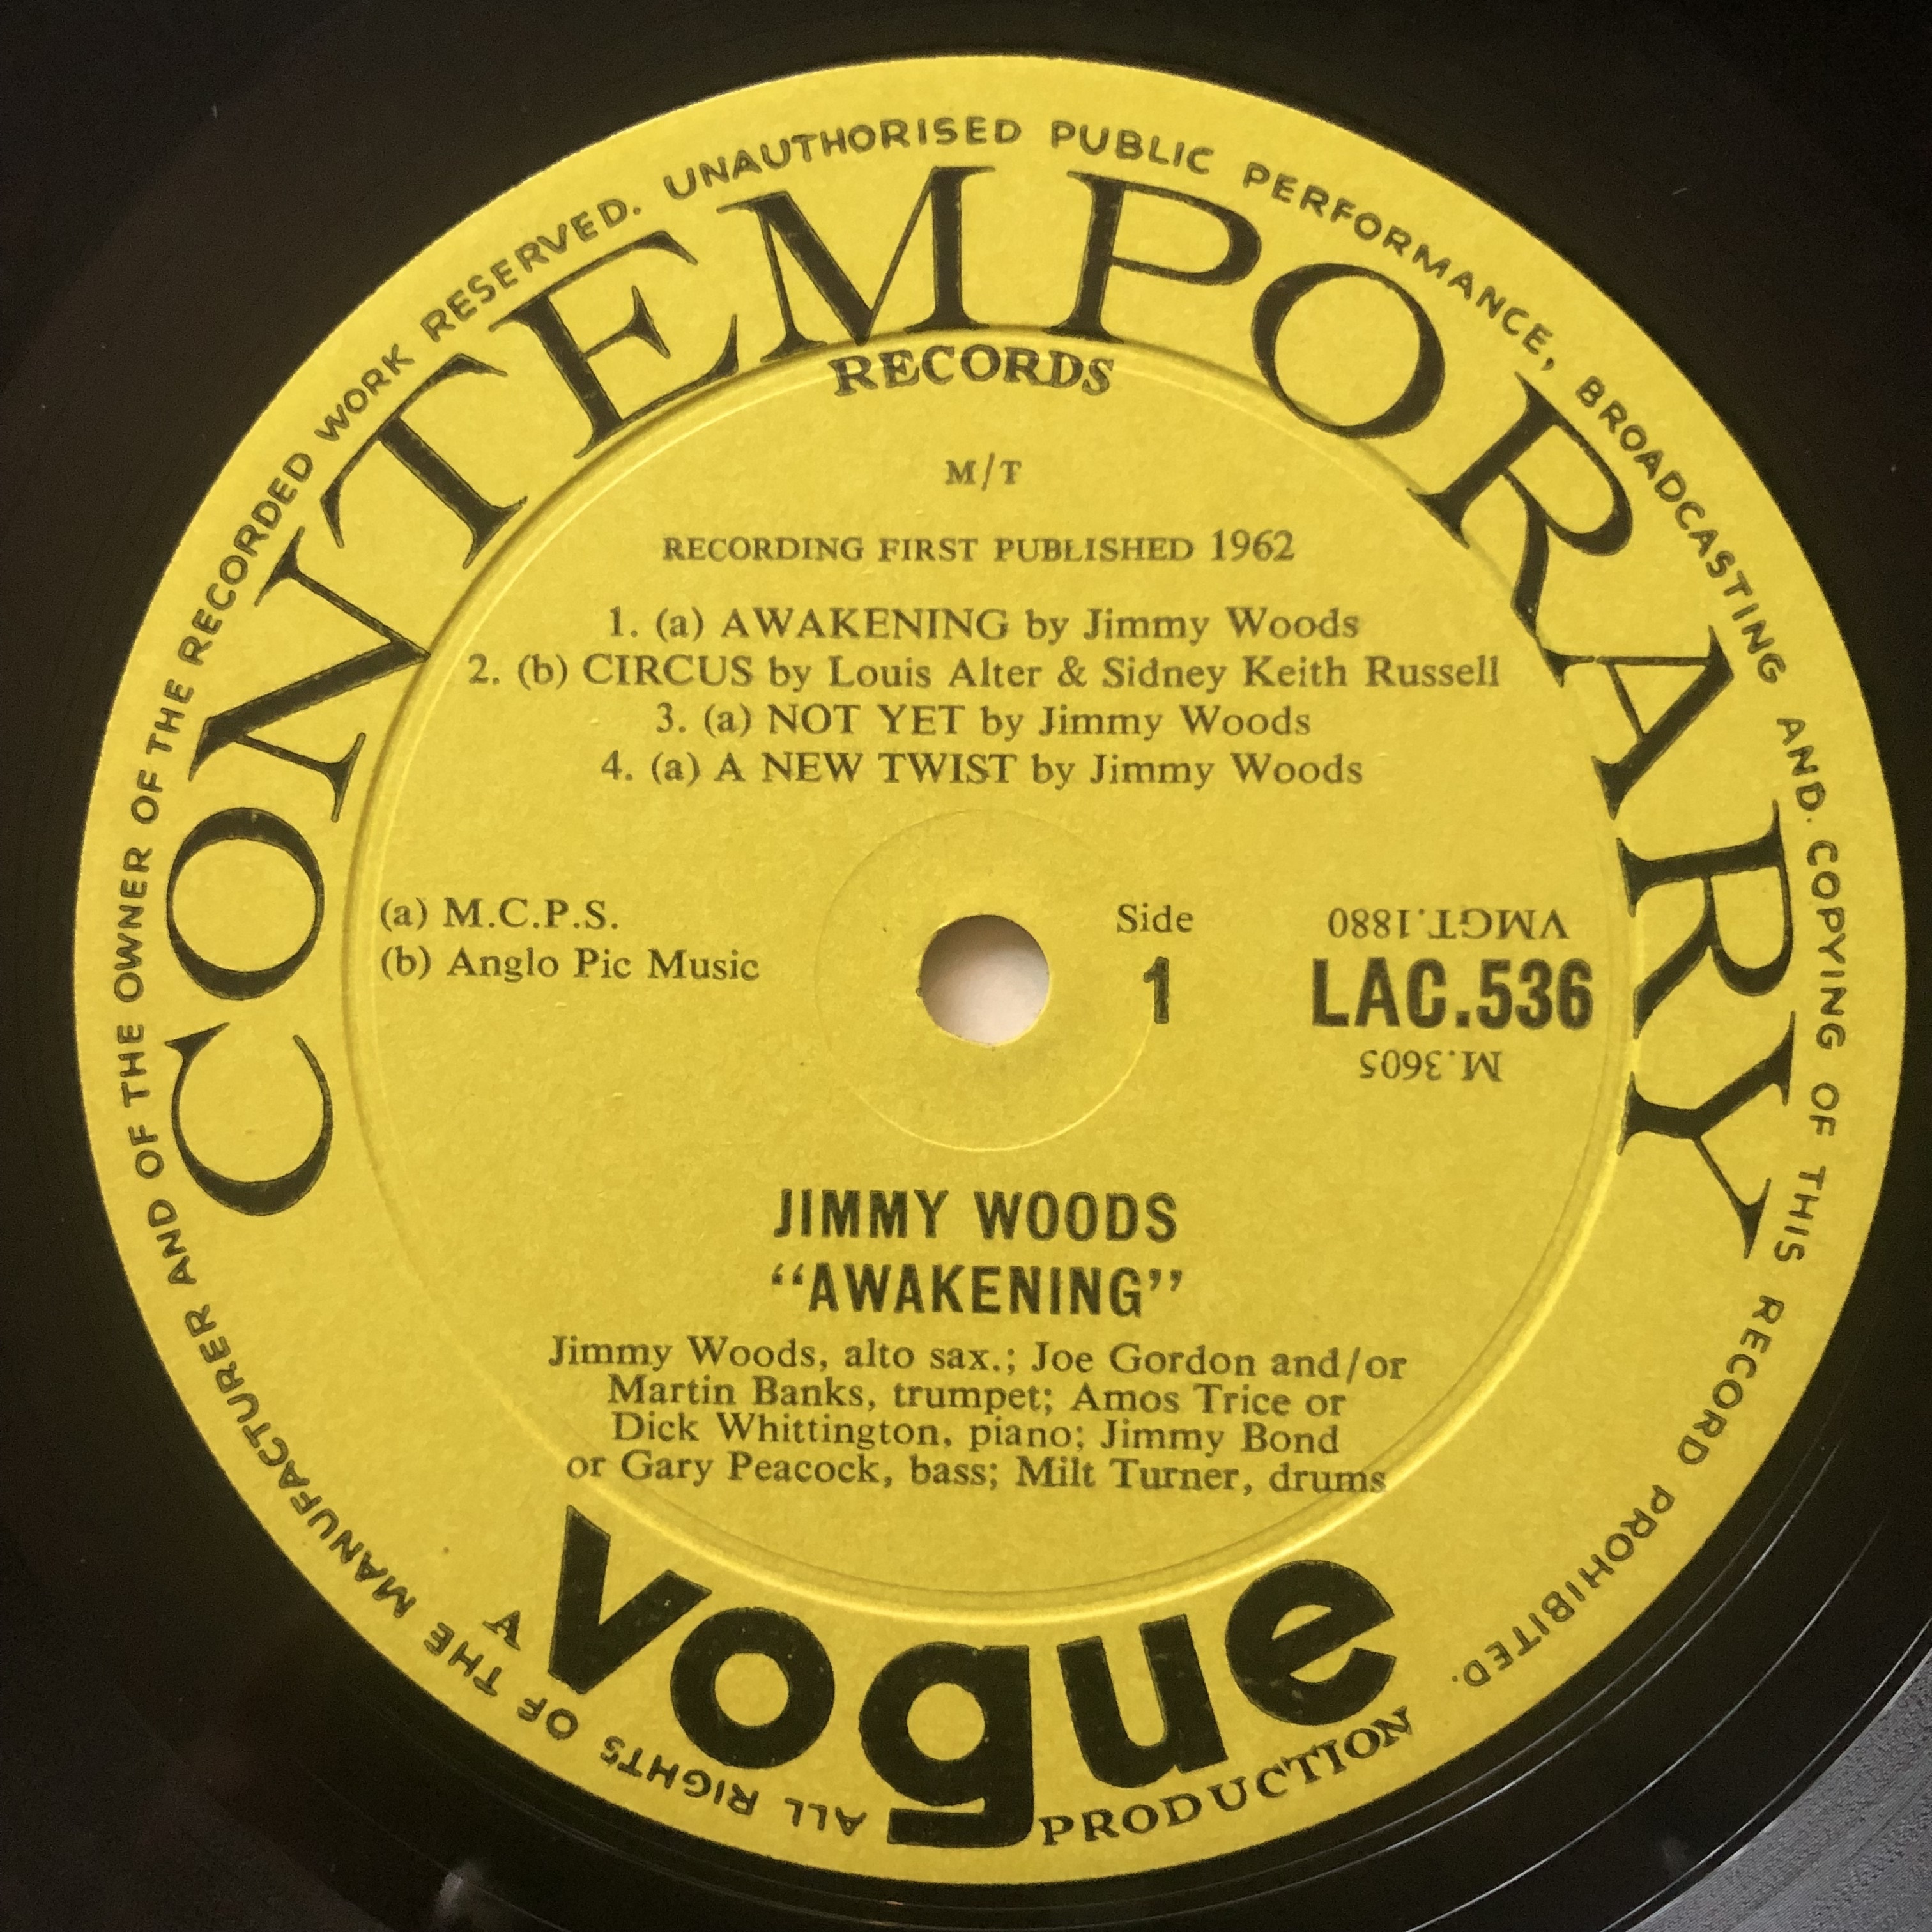 CONTEMPORARY
RECORDS
M/T
RECORDING FIRST PUBLISHED 1962
1. (a) AWAKENING by Jimmy Woods
2. (b) CIRCUS by Louis Alter & Sidney Keith Russell
3. (a) NOT YET by Jimmy Woods
4. (a) A NEW TWIST by Jimmy Woods
(a) M.C.P.S.
(b) Anglo Pic Music
Side
1
VMGT.1880
LAC.536
M.3605
JIMMY WOODS
“AWAKENING”
Jimmy Woods, alto sax.; Joe Gordon and/or
Martin Banks, trumpet; Amos Trice or
Dick Whittington, piano; Jimmy Bond
or Gary Peacock, bass; Milt Turner, drums
A
vogue
PRODUCTION
ALL RIGHTS OF THE MANUFACTURER AND OF THE OWNER OF THE RECORDED WORK RESERVED. UNAUTHORISED PUBLIC PERFORMANCE, BROADCASTING AND. COPYING OF THIS RECORD PROHIBITED.